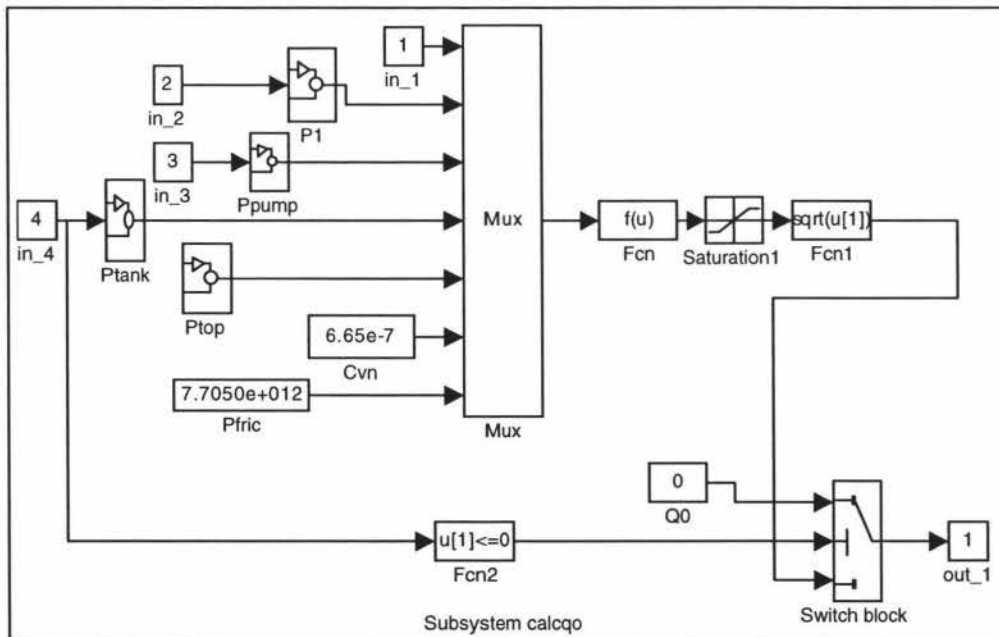 1
in_1
2
in_2
P1
3
in_3
Ppump
4
in_4
Ptank
Ptop
6.65e-7
Cvn
7.7050e+012
Pfric
Mux
Mux
f(u)
Fcn
Saturation1
sqrt(u[1])
Fcn1
0
Q0
u[1]<=0
Fcn2
Switch block
1
out_1
Subsystem calcqo